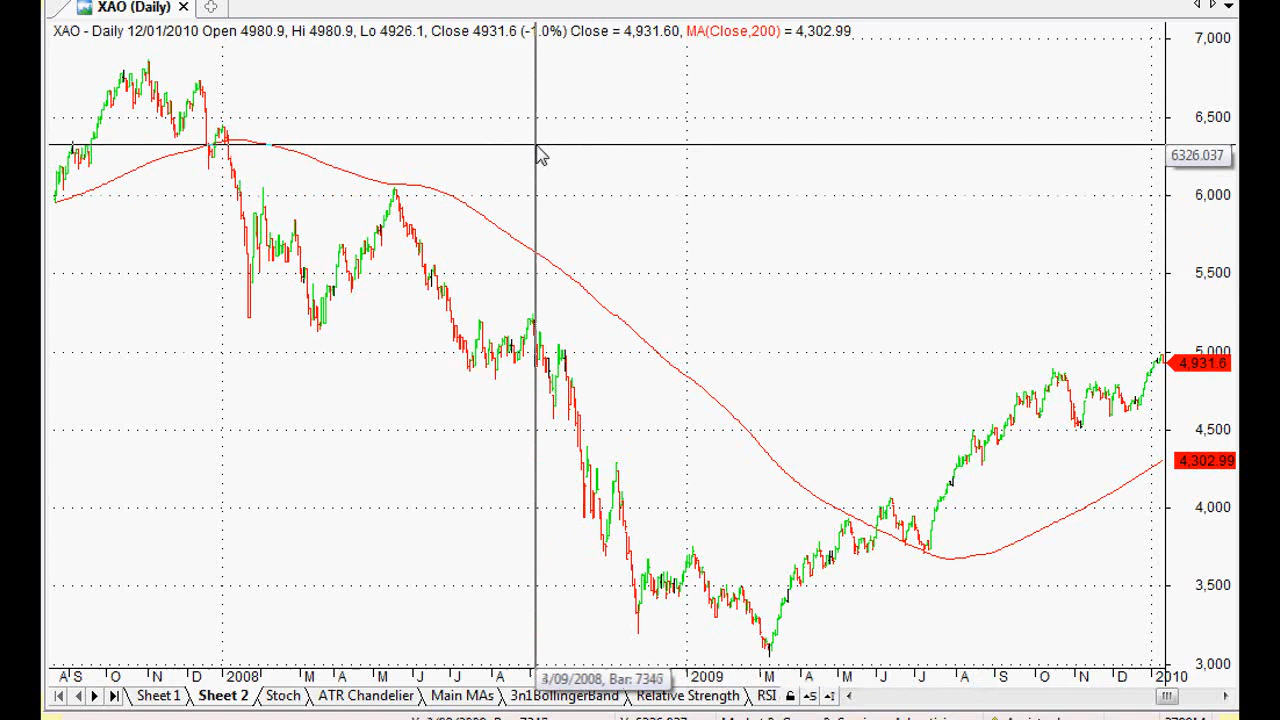 XAO (Daily)
XAO - Daily 12/01/2010 Open 4980.9, Hi 4980.9, Lo 4926.1, Close 4931.6 (-1.0%) Close = 4,931.60, MA(Close,200) = 4,302.99
7,000
6,500
6326.037
6,000
5,500
5,000
4,931.6
4,500
4,302.99
4,000
3,500
3,000
A S O N D 2008 M A M J J A 2009 M A M J J A S O N D 2010
4/09/2008, Bar: 7346
Sheet 1 Sheet 2 Stoch ATR Chandelier Main MAs 3n1BollingerBand Relative Strength RSI